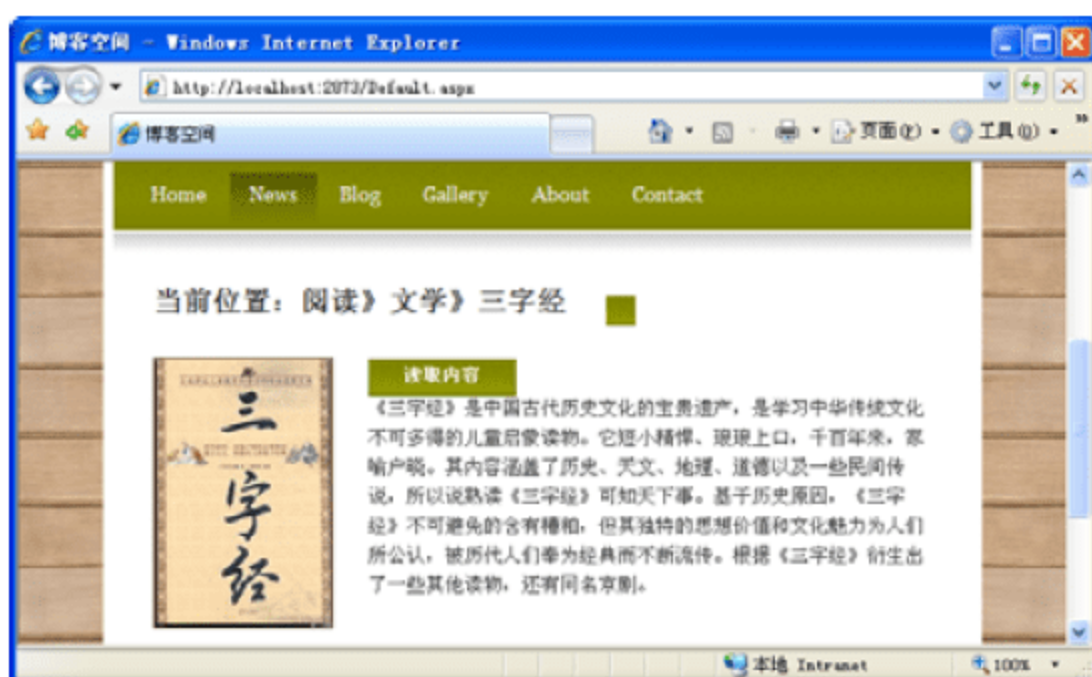 博客空间 - Windows Internet Explorer
http://localhost:2873/Default.aspx
博客空间
页面(P)
工具(O)
Home News Blog Gallery About Contact
当前位置：阅读》文学》三字经
读取内容
三字经
《三字经》是中国古代历史文化的宝贵遗产，是学习中华传统文化
不可多得的儿童启蒙读物。它短小精悍、琅琅上口，千百年来，家
喻户晓。其内容涵盖了历史、天文、地理、道德以及一些民间传
说，所以说熟读《三字经》可知天下事。基于历史原因，《三字
经》不可避免的含有糟粕，但其独特的思想价值和文化魅力为人们
所公认，被历代人们奉为经典而不断流传。根据《三字经》衍生出
了一些其他读物，还有同名京剧。
本地 Intranet
100%